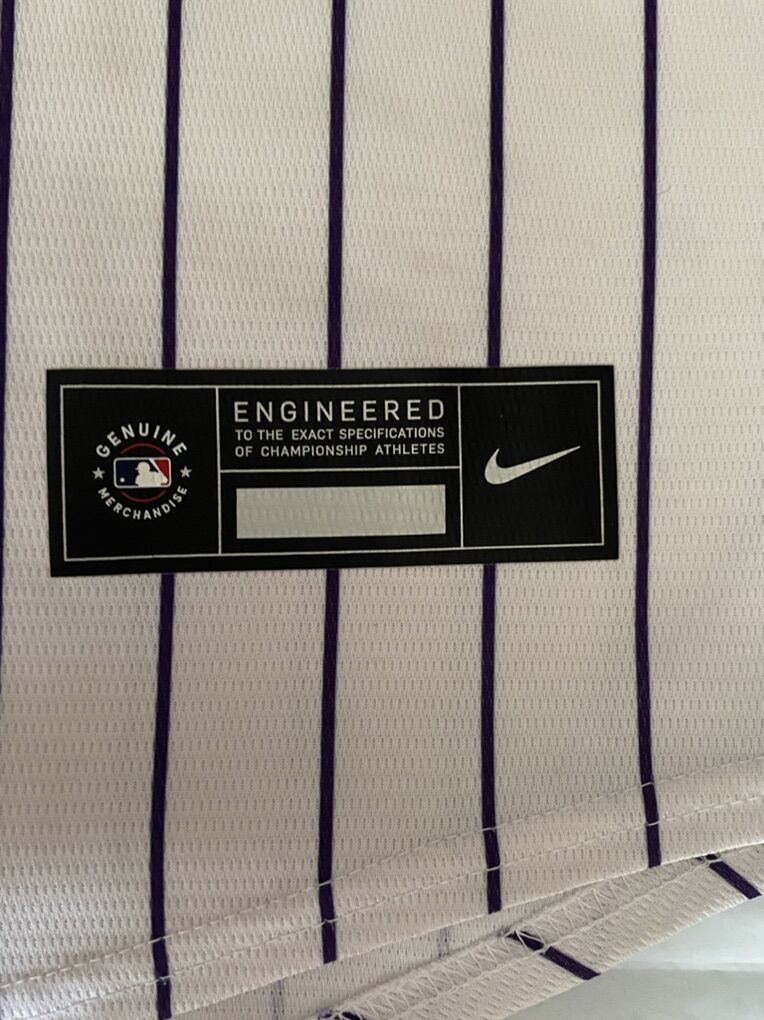 GENUINE
MERCHANDISE
ENGINEERED
TO THE EXACT SPECIFICATIONS
OF CHAMPIONSHIP ATHLETES